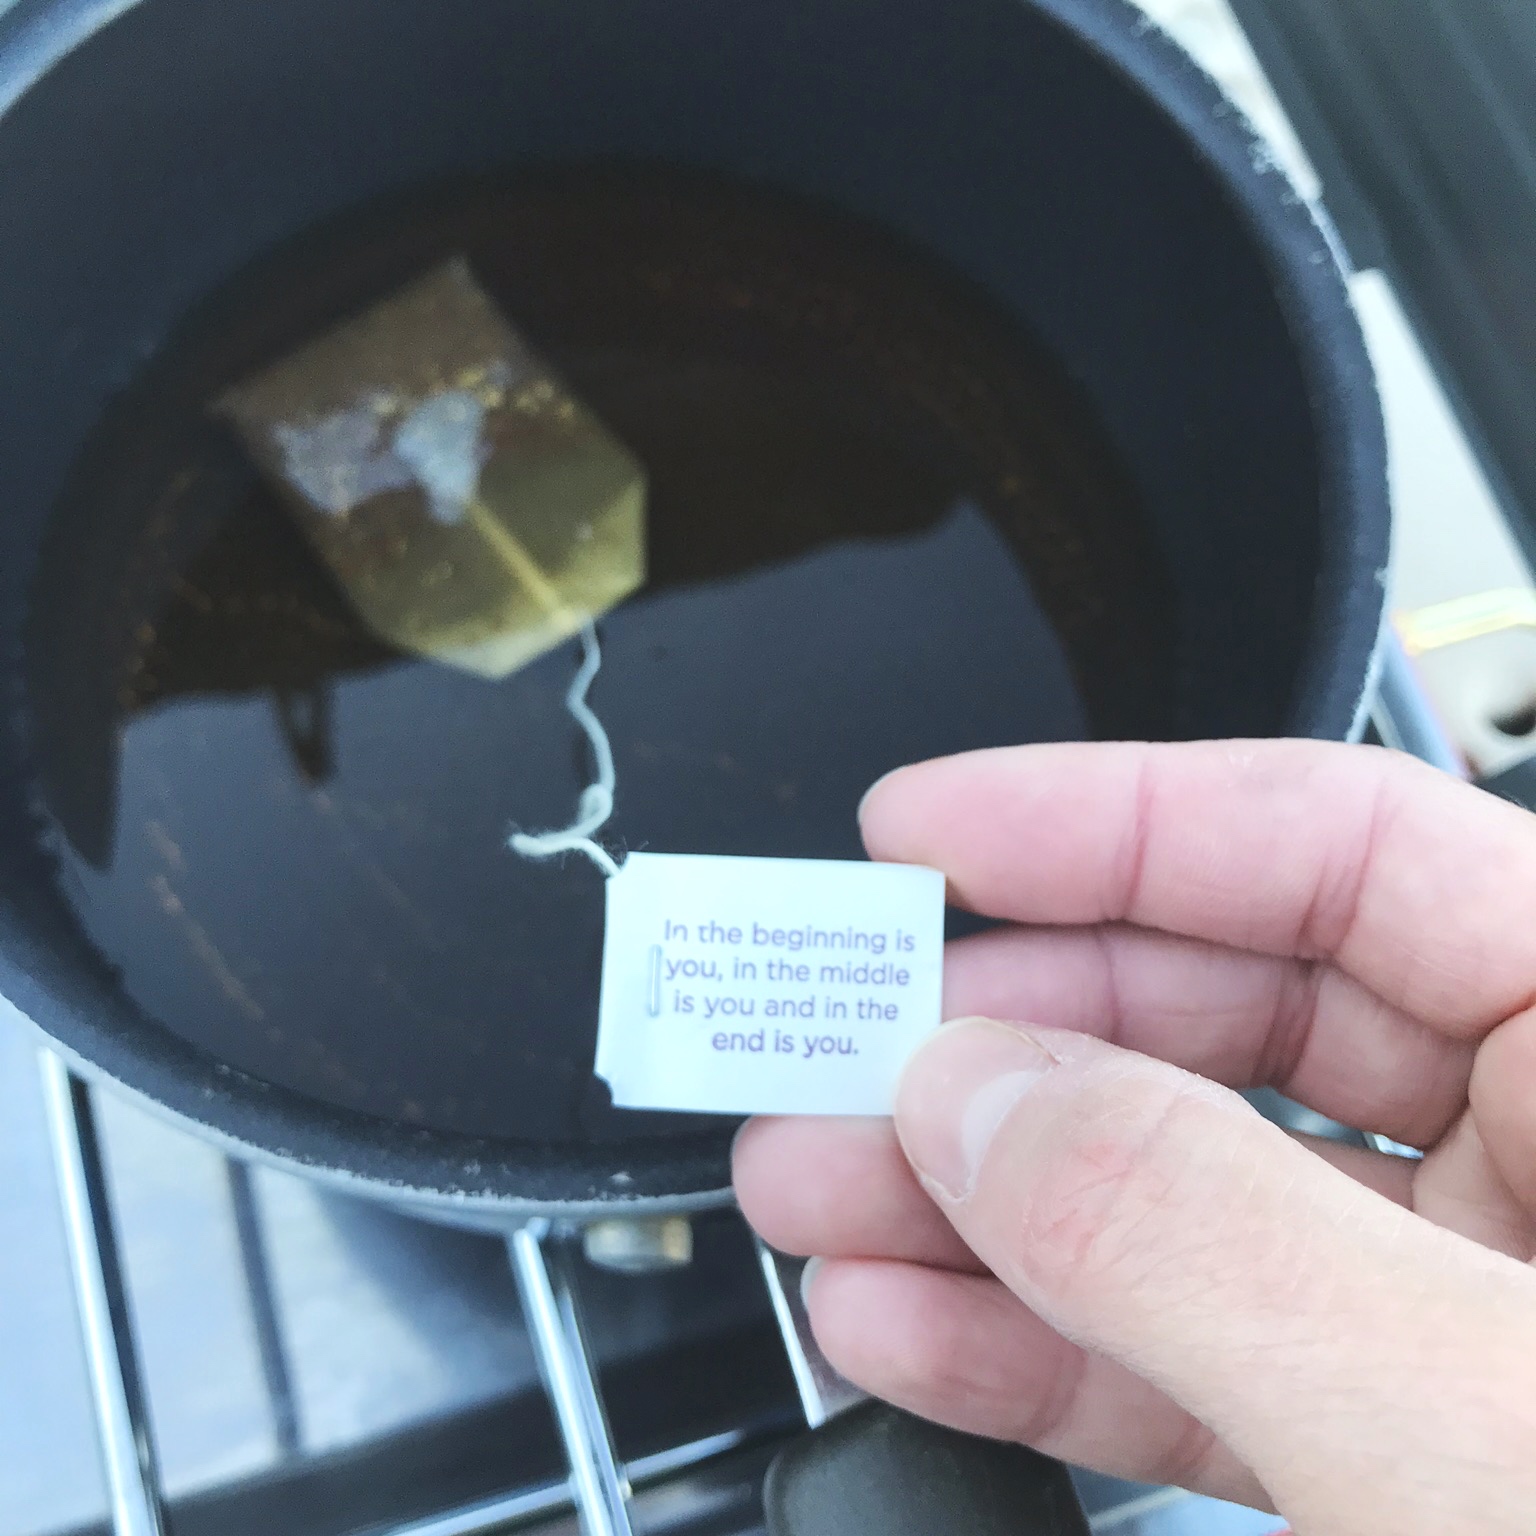 In the beginning is
you, in the middle
is you and in the
end is you.